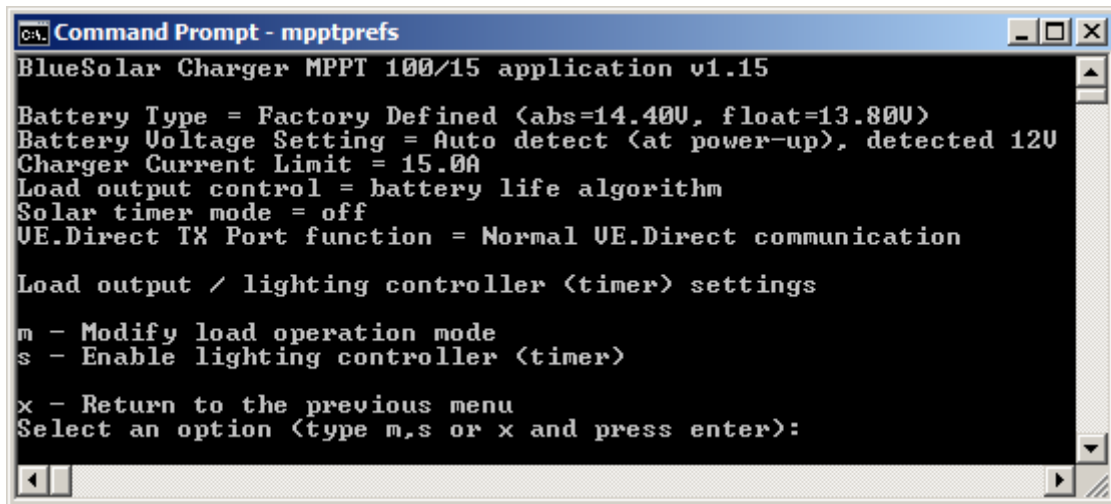 Command Prompt - mpptprefs
BlueSolar Charger MPPT 100/15 application v1.15
Battery Type = Factory Defined (abs=14.40V, float=13.80V)
Battery Voltage Setting = Auto detect (at power-up), detected 12V
Charger Current Limit = 15.0A
Load output control = battery life algorithm
Solar timer mode = off
VE.Direct TX Port function = Normal VE.Direct communication
Load output / lighting controller (timer) settings
m - Modify load operation mode
s - Enable lighting controller (timer)
x - Return to the previous menu
Select an option (type m,s or x and press enter):